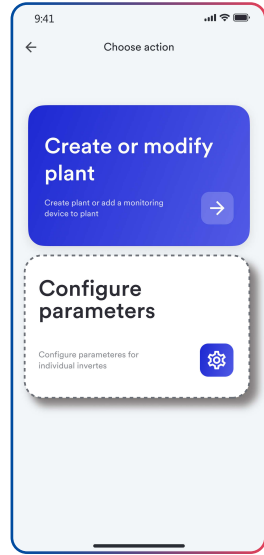 9:41
Choose action
Create or modify
plant
Create plant or add a monitoring
device to plant
Configure
parameters
Configure parameteres for
individual invertes